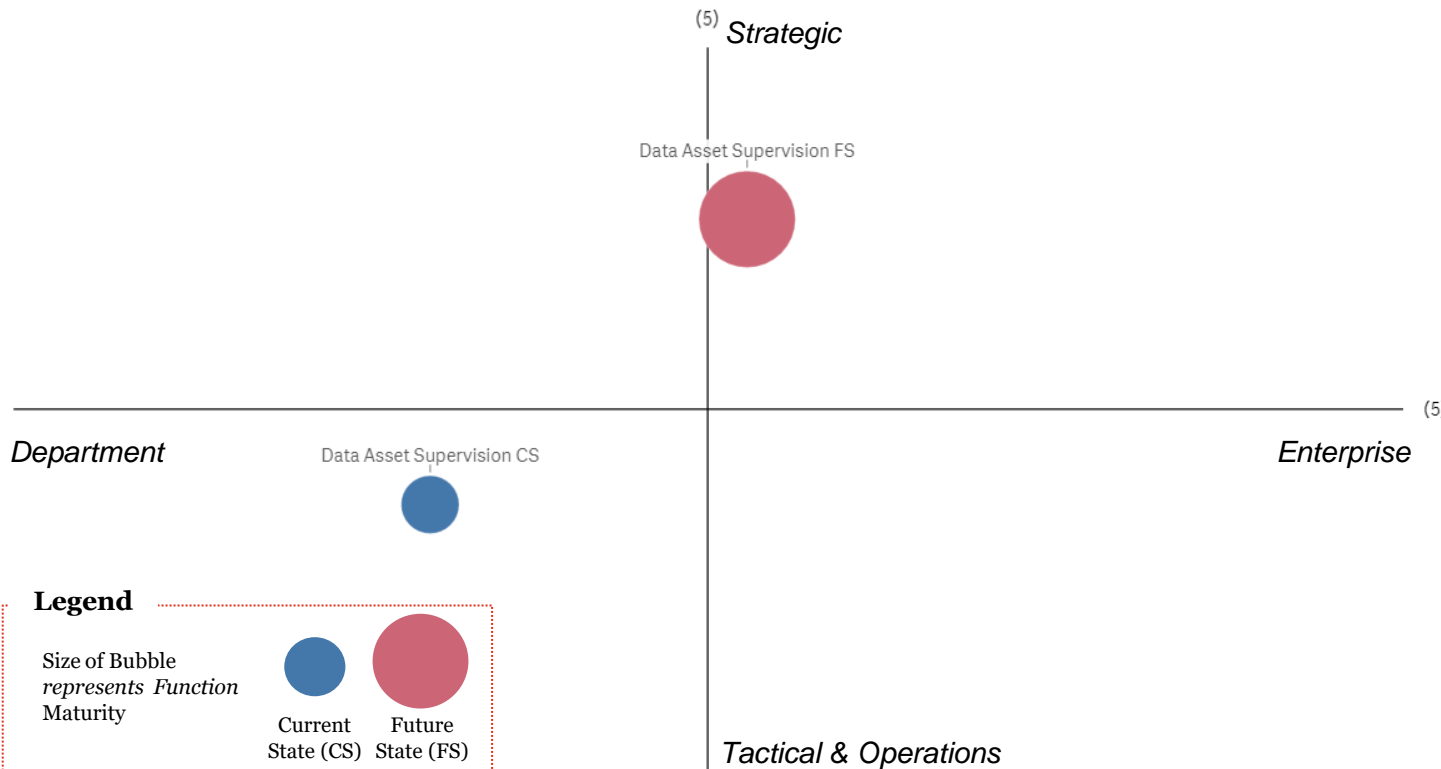 (5)
Strategic
Data Asset Supervision FS
(5
Department
Enterprise
Data Asset Supervision CS
Legend
Size of Bubble
represents Function
Maturity
Current
State (CS)
Future
State (FS)
Tactical & Operations